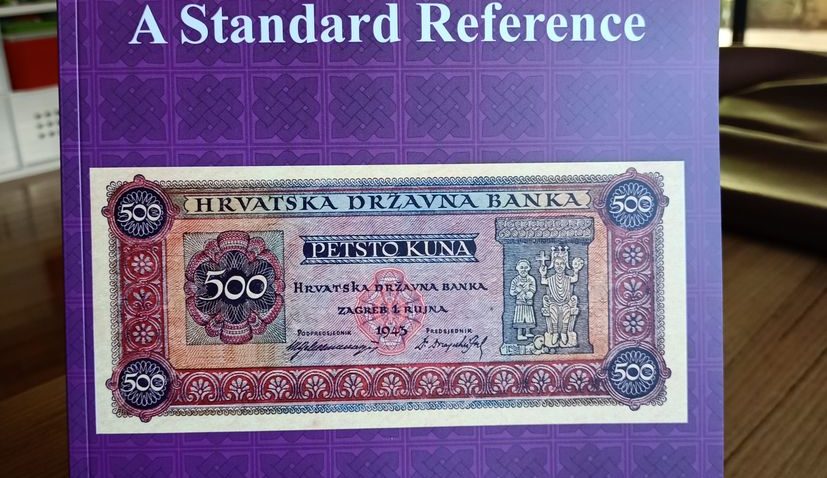 A Standard Reference
500
HRVATSKA DRŽAVNA BANKA
500
PETSTO KUNA
500
HRVATSKA DRŽAVNA BANKA
ZAGREB 1. RUJNA
1943
PODPREDSJEDNIK
PREDSJEDNIK
500
500